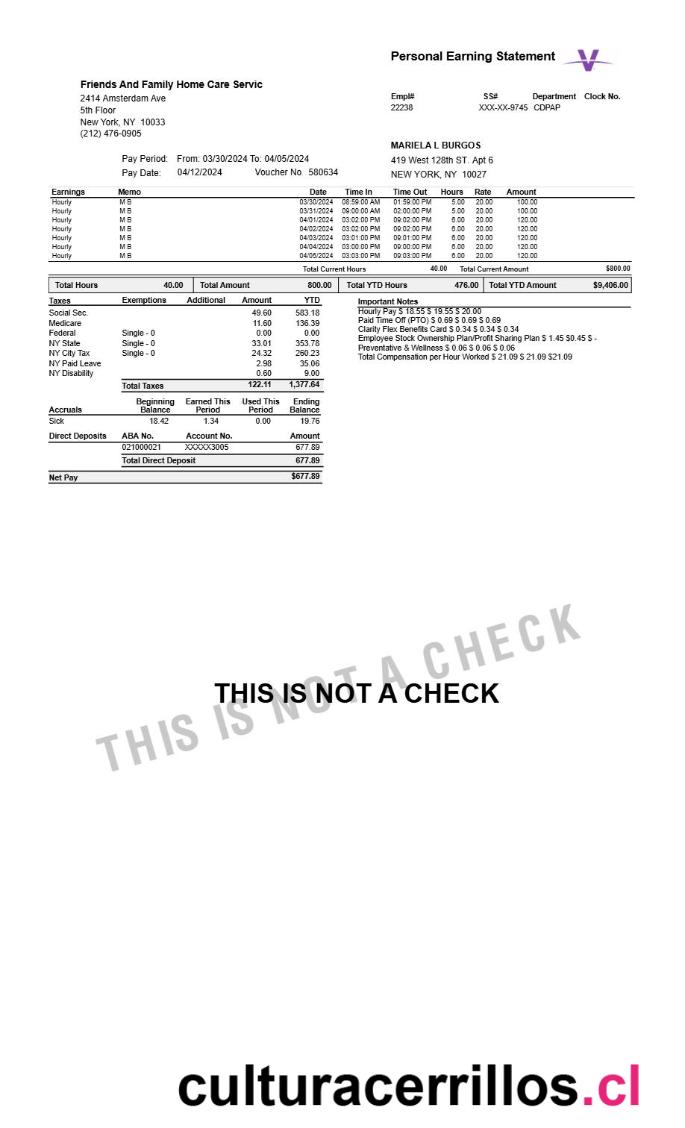 Personal Earning Statement
Friends And Family Home Care Servic
2414 Amsterdam Ave
5th Floor
New York, NY 10033
(212) 476-0905
Empl# SS# Department Clock No.
22238 XXX-XX-9745 CDPAP
MARIELA L BURGOS
419 West 128th ST. Apt 6
NEW YORK, NY 10027
Pay Period: From: 03/30/2024 To: 04/05/2024
Pay Date: 04/12/2024 Voucher No 580634
Earnings Memo Date Time In Time Out Hours Rate Amount
Hourly M B 03/30/2024 08:59:00 AM 01:59:00 PM 5.00 20.00 100.00
Hourly M B 03/31/2024 09:00:00 AM 02:00:00 PM 5.00 20.00 100.00
Hourly M B 04/01/2024 03:02:00 PM 09:02:00 PM 6.00 20.00 120.00
Hourly M B 04/02/2024 03:02:00 PM 09:02:00 PM 6.00 20.00 120.00
Hourly M B 04/03/2024 03:01:00 PM 09:01:00 PM 6.00 20.00 120.00
Hourly M B 04/04/2024 03:00:00 PM 09:00:00 PM 6.00 20.00 120.00
Hourly M B 04/05/2024 03:03:00 PM 09:03:00 PM 6.00 20.00 120.00
Total Current Hours 40.00 Total Current Amount $800.00
Total Hours 40.00 Total Amount 800.00 Total YTD Hours 476.00 Total YTD Amount $9,406.00
Taxes Exemptions Additional Amount YTD
Social Sec. 49.60 583.18
Medicare 11.60 136.39
Federal Single - 0 0.00 0.00
NY State Single - 0 33.01 353.78
NY City Tax Single - 0 24.32 260.23
NY Paid Leave 2.98 35.06
NY Disability 0.60 9.00
Total Taxes 122.11 1,377.64
Important Notes
Hourly Pay $ 18.55 $ 19.55 $ 20.00
Paid Time Off (PTO) $ 0.69 $ 0.69 $ 0.69
Clarity Flex Benefits Card $ 0.34 $ 0.34 $ 0.34
Employee Stock Ownership Plan/Profit Sharing Plan $ 1.45 $0.45 $ -
Preventative & Wellness $ 0.06 $ 0.06 $ 0.06
Total Compensation per Hour Worked $ 21.09 $ 21.09 $21.09
Accruals Beginning Balance Earned This Period Used This Period Ending Balance
Sick 18.42 1.34 0.00 19.76
Direct Deposits ABA No. Account No. Amount
021000021 XXXXX3005 677.89
Total Direct Deposit 677.89
Net Pay $677.89
THIS IS NOT A CHECK
THIS IS NOT A CHECK
culturacerrillos.cl